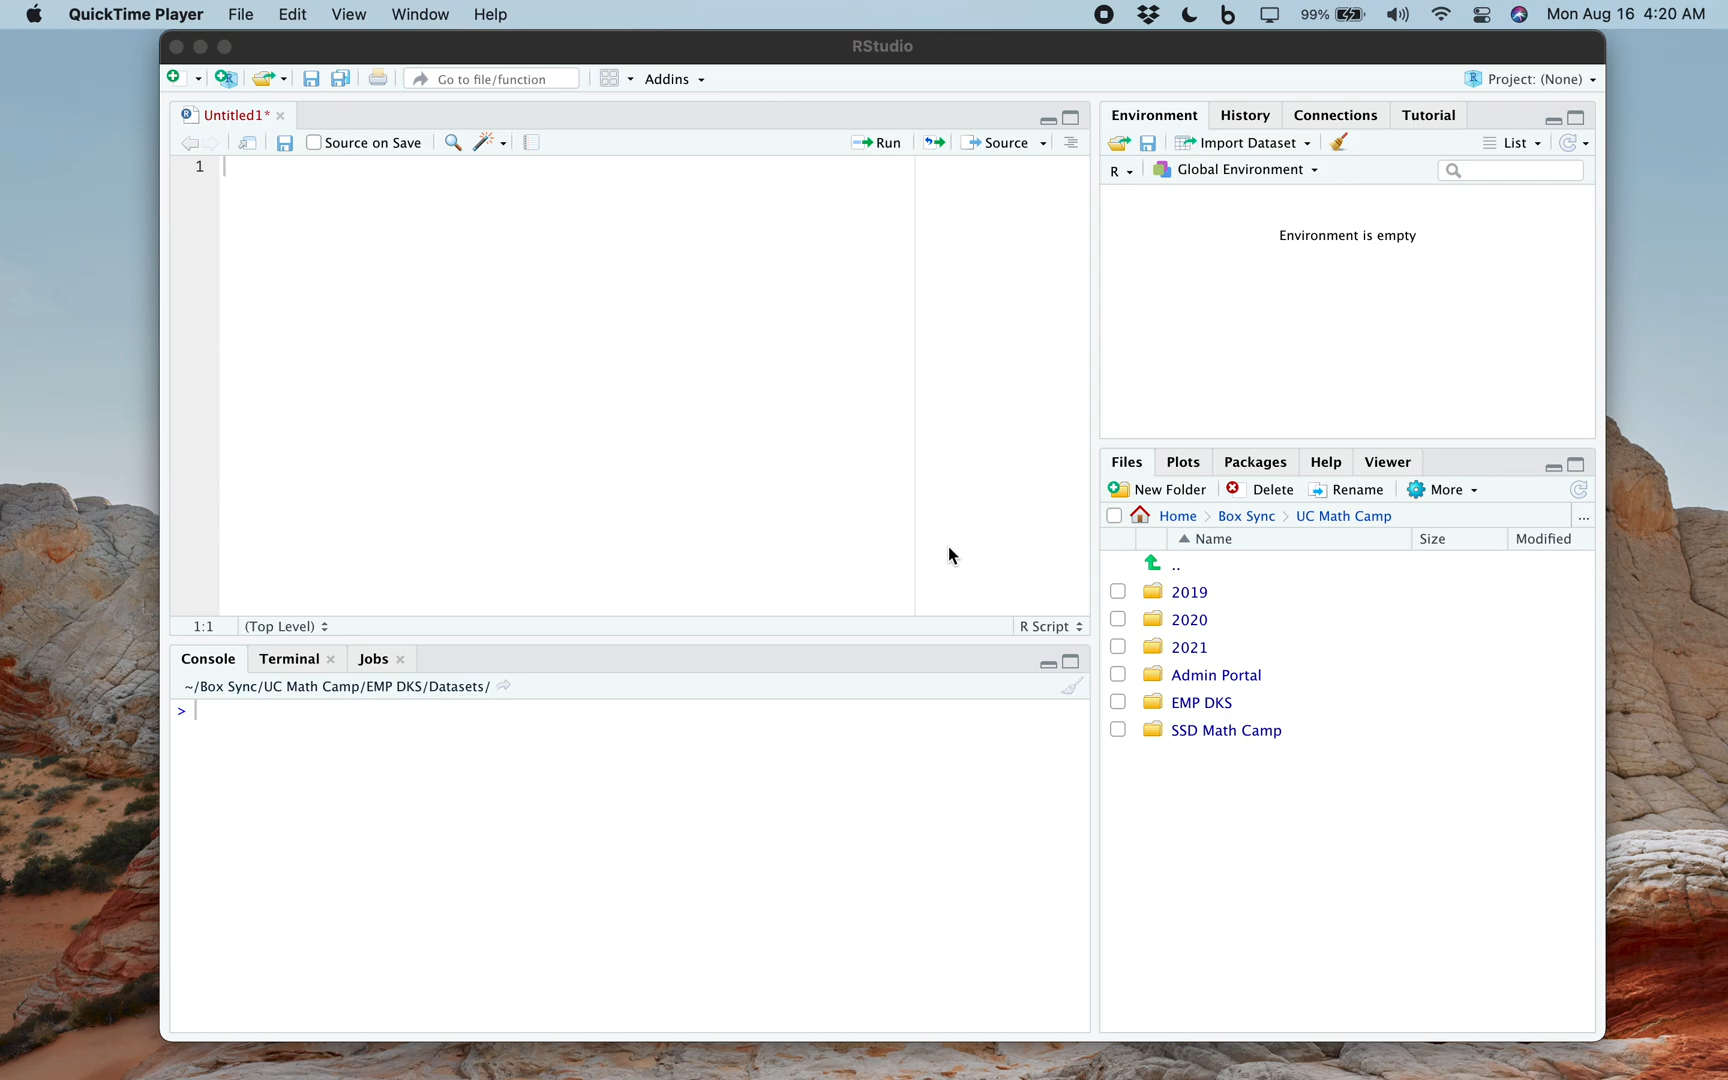 QuickTime Player File Edit View Window Help 99% Mon Aug 16 4:20 AM
RStudio
Go to file/function Addins Project: (None)
Untitled1*
Source on Save Run Source
1
1:1 (Top Level) R Script
Console Terminal Jobs
~/Box Sync/UC Math Camp/EMP DKS/Datasets/
>
Environment History Connections Tutorial
Import Dataset List
R Global Environment
Environment is empty
Files Plots Packages Help Viewer
New Folder Delete Rename More
Home Box Sync UC Math Camp ...
Name Size Modified
..
2019
2020
2021
Admin Portal
EMP DKS
SSD Math Camp